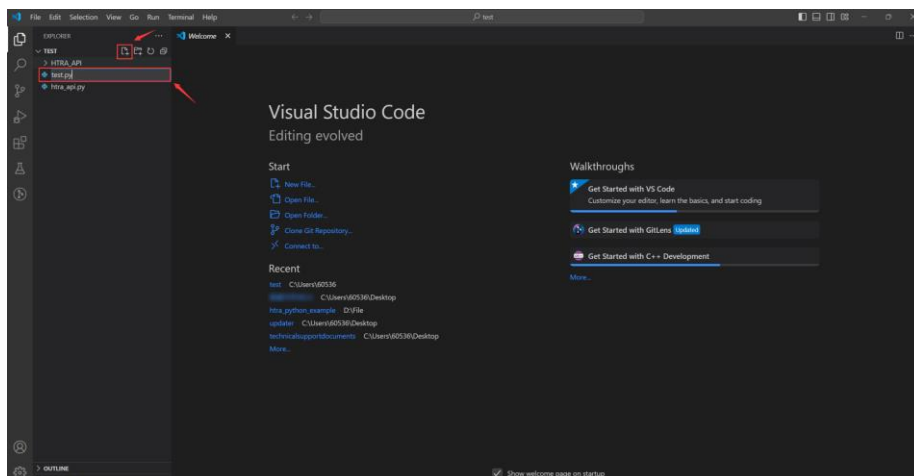 File Edit Selection View Go Run Terminal Help
test
EXPLORER
Welcome
TEST
HTRA_API
test.py
htra_api.py
Visual Studio Code
Editing evolved
Start
New File...
Open File...
Open Folder...
Clone Git Repository...
Connect to...
Recent
test C:\Users\60536
C:\Users\60536\Desktop
htra_python_example D:\File
updater C:\Users\60536\Desktop
technicalsupportdocuments C:\Users\60536\Desktop
More...
Walkthroughs
Get Started with VS Code
Customize your editor, learn the basics, and start coding
Get Started with GitLens Updated
Get Started with C++ Development
More...
OUTLINE
Show welcome page on startup